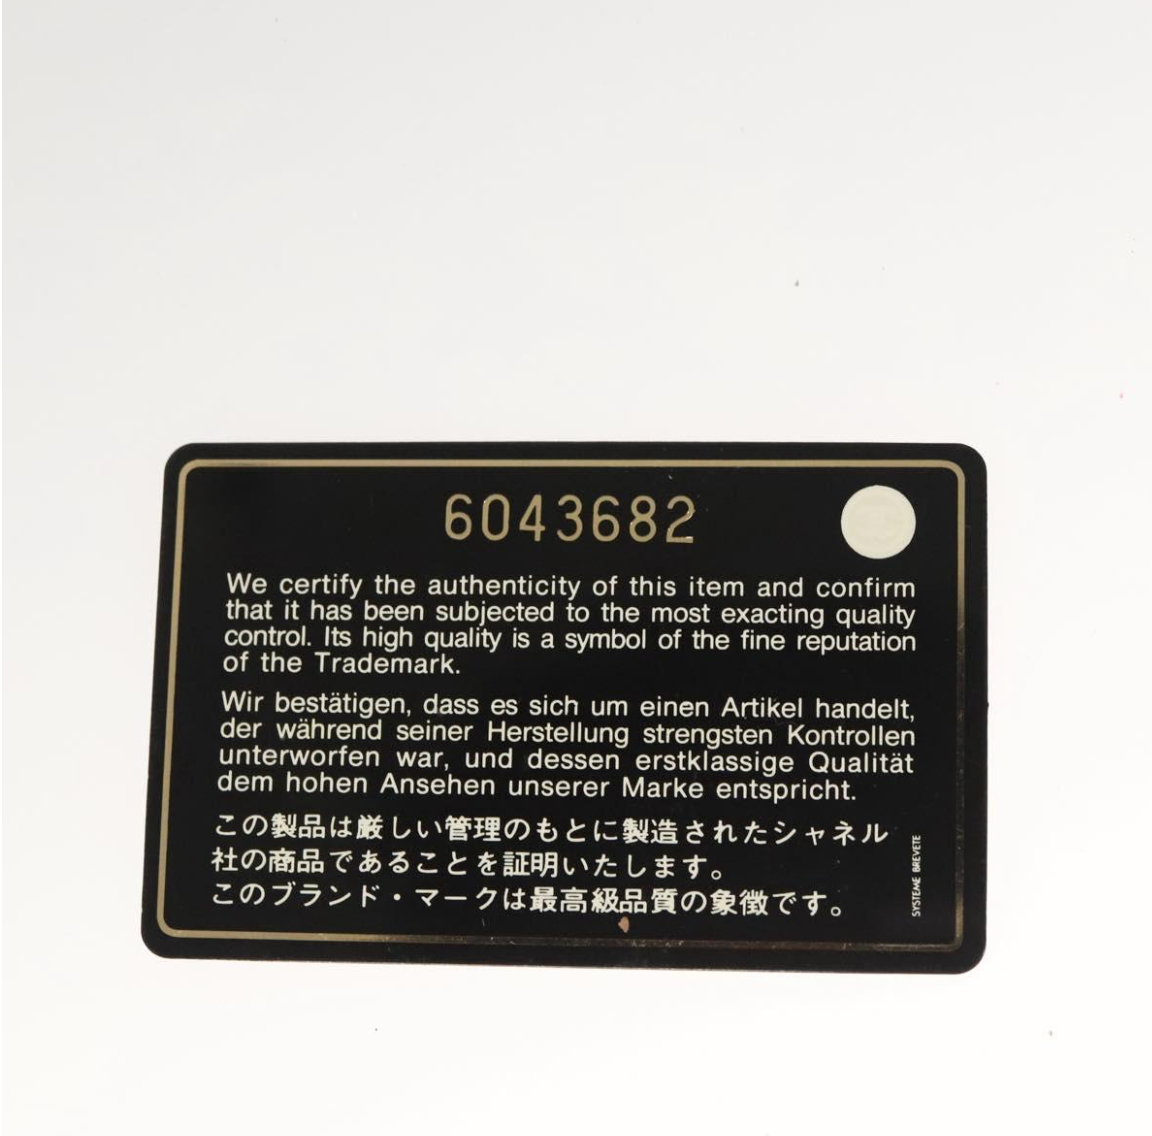 6043682
We certify the authenticity of this item and confirm
that it has been subjected to the most exacting quality
control. Its high quality is a symbol of the fine reputation
of the Trademark.
Wir bestätigen, dass es sich um einen Artikel handelt,
der während seiner Herstellung strengsten Kontrollen
unterworfen war, und dessen erstklassige Qualität
dem hohen Ansehen unserer Marke entspricht.
この製品は厳しい管理のもとに製造されたシャネル
社の商品であることを証明いたします。
このブランド・マークは最高級品質の象徴です。
SYSTEME BREVETE